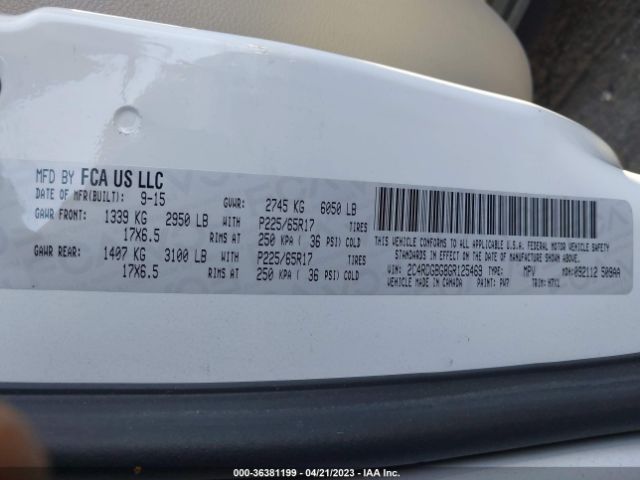 MFD BY FCA US LLC
DATE OF MFR(BUILT): 9-15 GVWR: 2745 KG 6050 LB
GAWR FRONT: 1339 KG 2950 LB WITH P225/65R17 TIRES
17X6.5 RIMS AT 250 KPA ( 36 PSI) COLD
GAWR REAR: 1407 KG 3100 LB WITH P225/65R17 TIRES
17X6.5 RIMS AT 250 KPA ( 36 PSI) COLD
THIS VEHICLE CONFORMS TO ALL APPLICABLE U.S.A. FEDERAL MOTOR VEHICLE SAFETY
STANDARDS IN EFFECT ON THE DATE OF MANUFACTURE SHOWN ABOVE.
VIN: 2C4RDGBG8GR125469 TYPE: MPV MDH: 092112 509AA
VEHICLE MADE IN CANADA PAINT: PW7 TRIM:
000-36381199 - 04/21/2023 - IAA Inc.